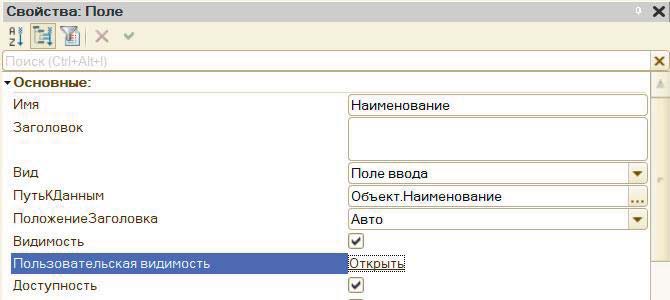 Свойства: Поле
Поиск (Ctrl+Alt+I)
Основные:
Имя Наименование
Заголовок
Вид Поле ввода
ПутьКДанным Объект.Наименование ...
ПоложениеЗаголовка Авто
Видимость
Пользовательская видимость Открыть
Доступность